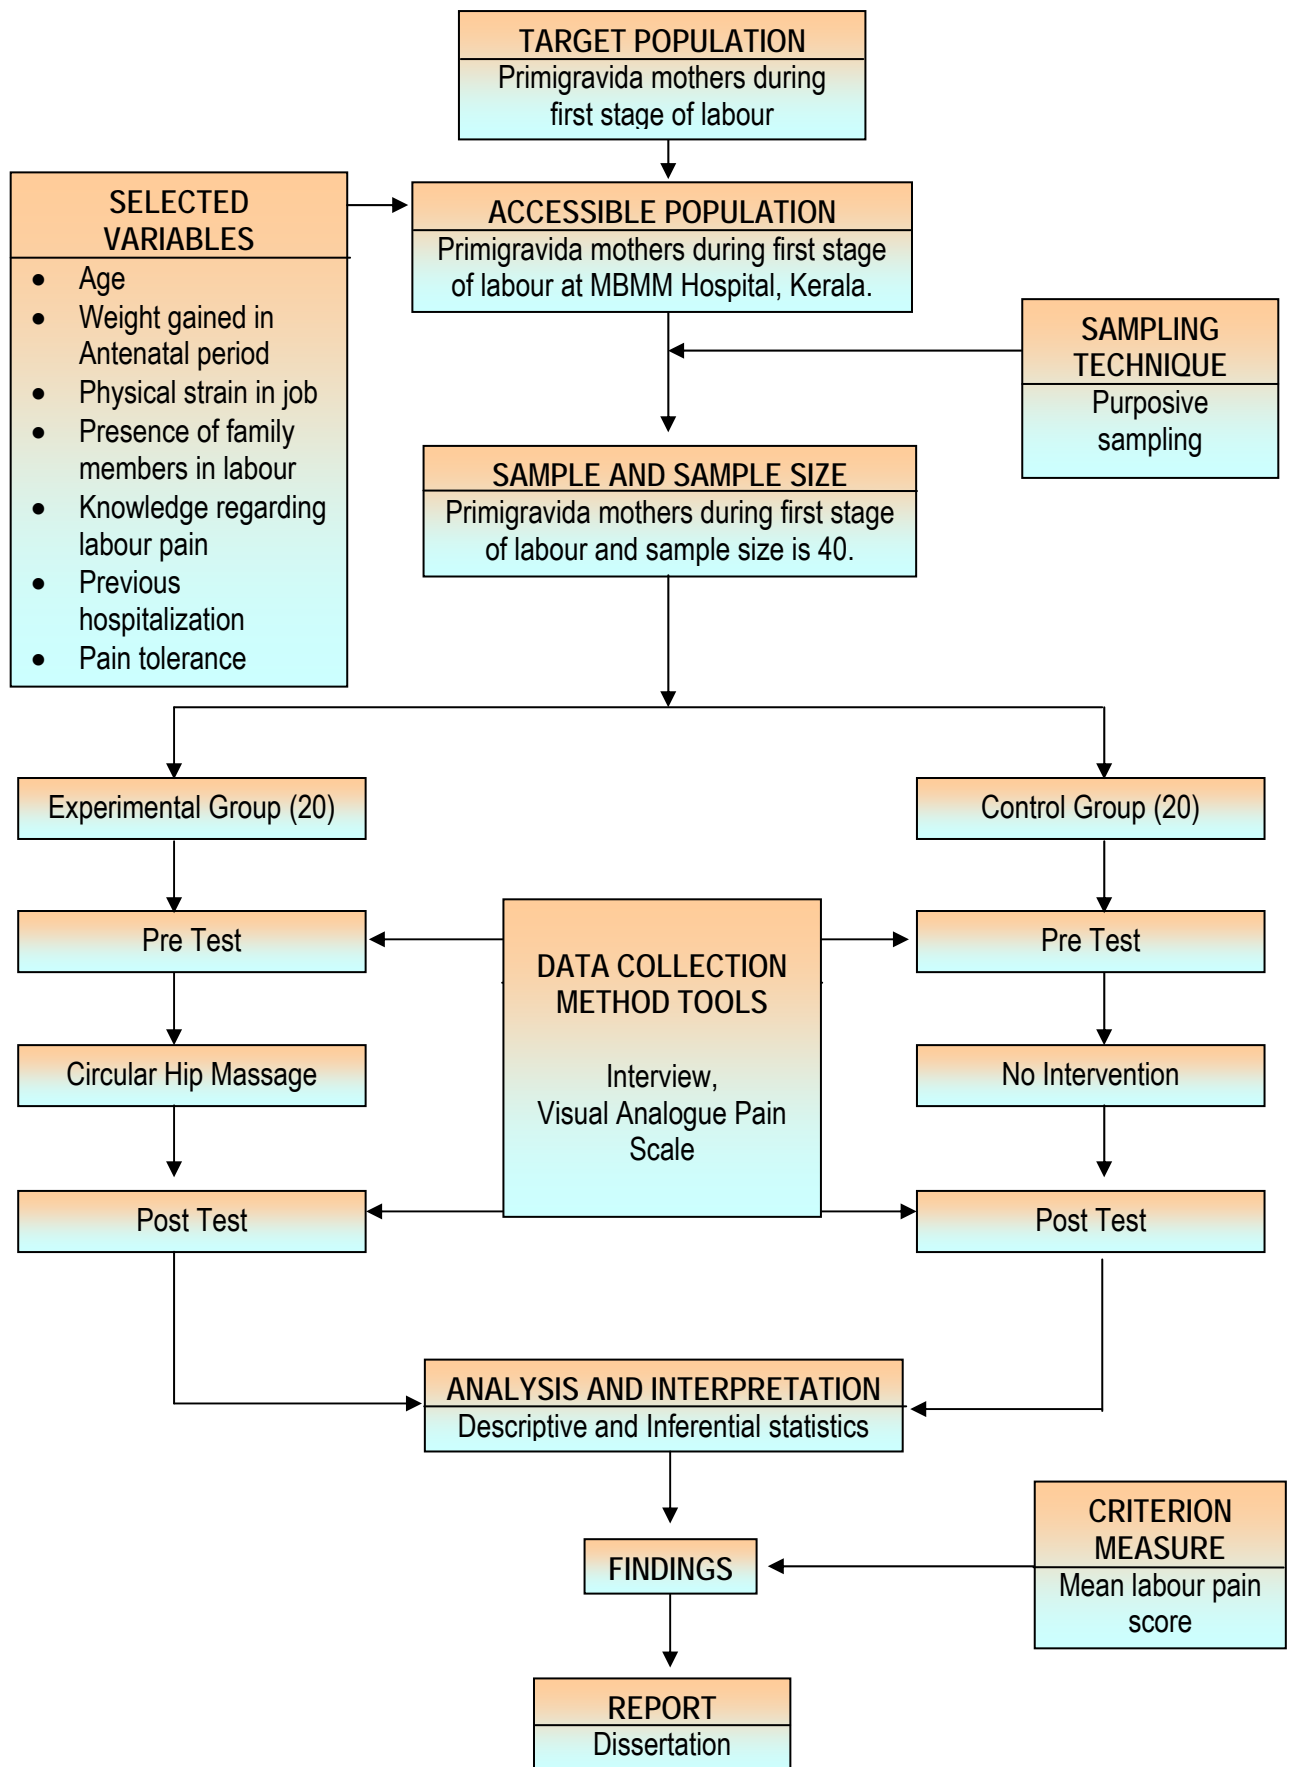 TARGET POPULATION
Primigravida mothers during
first stage of labour
SELECTED
VARIABLES
• Age
• Weight gained in
Antenatal period
• Physical strain in job
• Presence of family
members in labour
• Knowledge regarding
labour pain
• Previous
hospitalization
• Pain tolerance
ACCESSIBLE POPULATION
Primigravida mothers during first stage
of labour at MBMM Hospital, Kerala.
SAMPLING
TECHNIQUE
Purposive
sampling
SAMPLE AND SAMPLE SIZE
Primigravida mothers during first stage
of labour and sample size is 40.
Experimental Group (20)
Control Group (20)
Pre Test
Pre Test
DATA COLLECTION
METHOD TOOLS
Interview,
Visual Analogue Pain
Scale
Circular Hip Massage
No Intervention
Post Test
Post Test
ANALYSIS AND INTERPRETATION
Descriptive and Inferential statistics
CRITERION
MEASURE
Mean labour pain
score
FINDINGS
REPORT
Dissertation